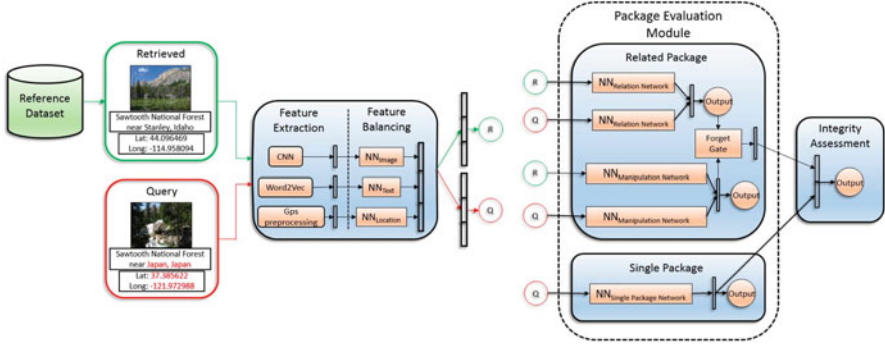 Reference
Dataset
Retrieved
Sawtooth National Forest
near Stanley, Idaho
Lat: 44.096469
Long: -114.958094
Query
Sawtooth National Forest
near Japan, Japan
Lat: 37.385622
Long: -121.972988
Feature
Extraction
Feature
Balancing
CNN
NNImage
Word2Vec
NNText
Gps
preprocessing
NNLocation
R
Q
Package Evaluation
Module
Related Package
R
NNRelation Network
Output
Q
NNRelation Network
Forget
Gate
R
NNManipulation Network
Output
Q
NNManipulation Network
Single Package
Q
NNSingle Package Network
Output
Integrity
Assessment
Output